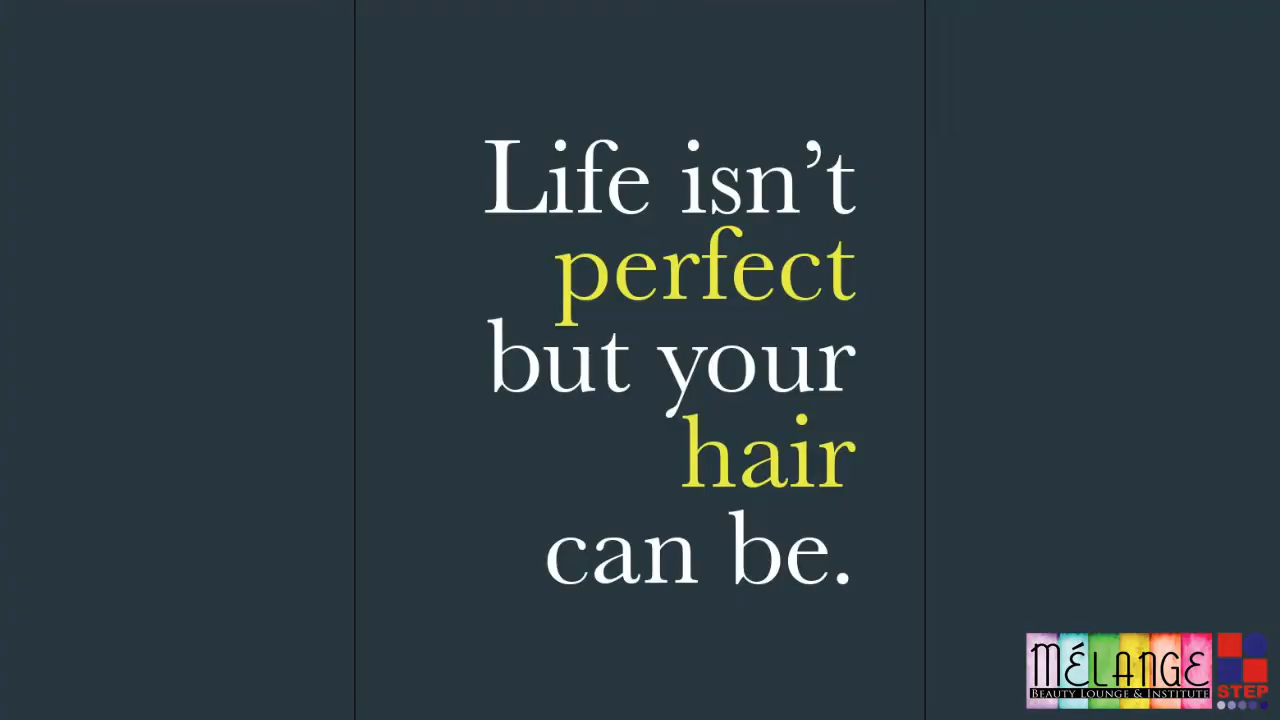 Life isn’t
perfect
but your
hair
can be.
MÉLANGE
BEAUTY LOUNGE & INSTITUTE
STEP